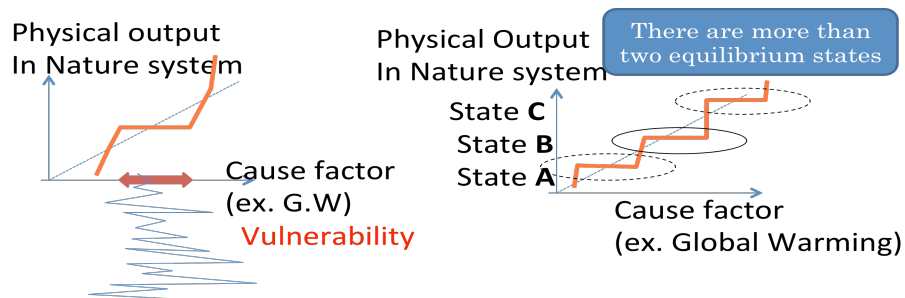 Physical output
In Nature system
Cause factor
(ex. G.W)
Vulnerability
There are more than
two equilibrium states
Physical Output
In Nature system
State C
State B
State A
Cause factor
(ex. Global Warming)